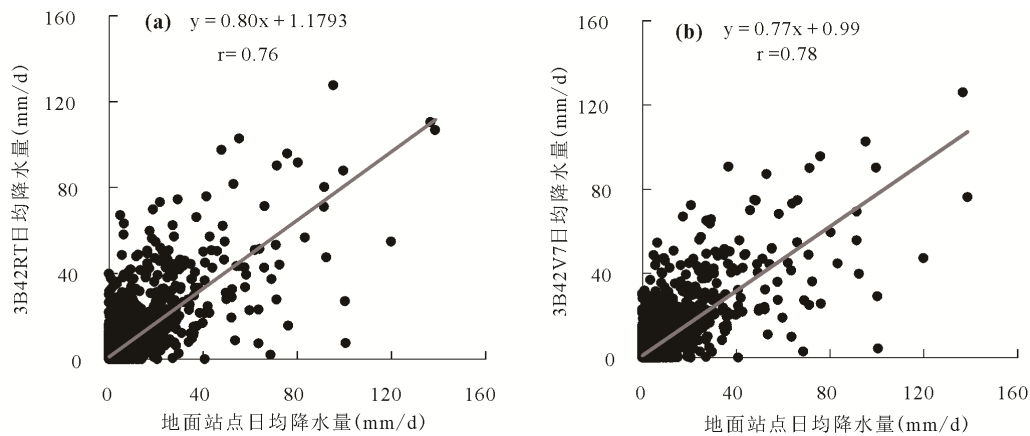 (a) y = 0.80x + 1.1793
r = 0.76
160
120
80
40
0
3B42RT日均降水量(mm/d)
0 40 80 120 160
地面站点日均降水量(mm/d)
(b) y = 0.77x + 0.99
r = 0.78
160
120
80
40
0
3B42V7日均降水量(mm/d)
0 40 80 120 160
地面站点日均降水量(mm/d)